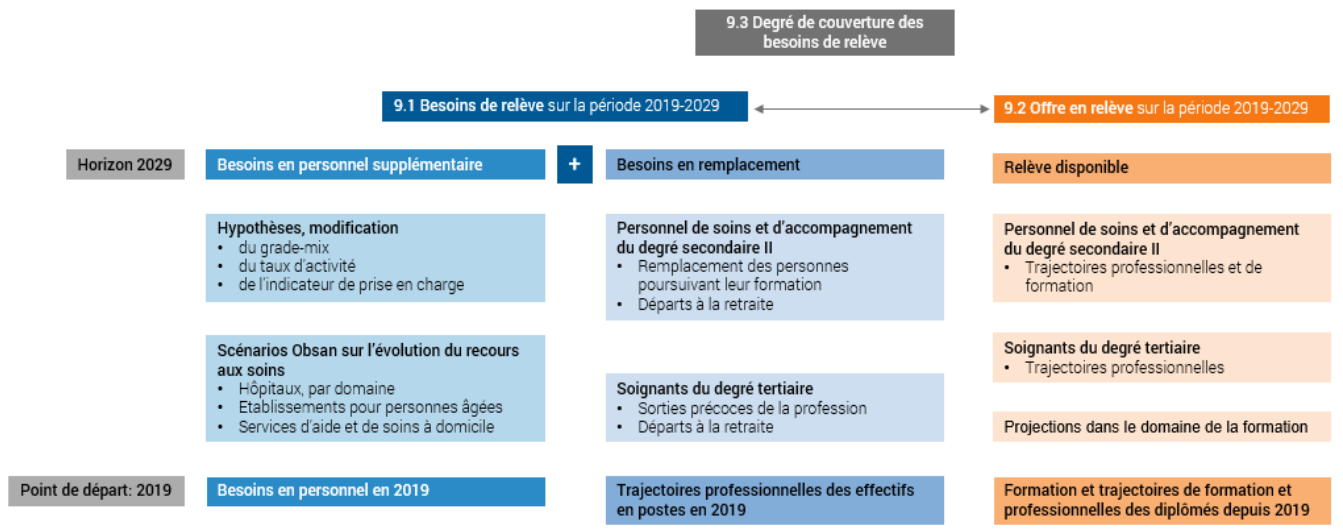 9.3 Degré de couverture des
besoins de relève
9.1 Besoins de relève sur la période 2019-2029
9.2 Offre en relève sur la période 2019-2029
Horizon 2029
Besoins en personnel supplémentaire
+
Besoins en remplacement
Relève disponible
Hypothèses, modification
• du grade-mix
• du taux d'activité
• de l'indicateur de prise en charge
Personnel de soins et d'accompagnement
du degré secondaire II
• Remplacement des personnes
poursuivant leur formation
• Départs à la retraite
Personnel de soins et d'accompagnement
du degré secondaire II
• Trajectoires professionnelles et de
formation
Scénarios Obsan sur l'évolution du recours
aux soins
• Hôpitaux, par domaine
• Etablissements pour personnes âgées
• Services d'aide et de soins à domicile
Soignants du degré tertiaire
• Sorties précoces de la profession
• Départs à la retraite
Soignants du degré tertiaire
• Trajectoires professionnelles
Projections dans le domaine de la formation
Point de départ: 2019
Besoins en personnel en 2019
Trajectoires professionnelles des effectifs
en postes en 2019
Formation et trajectoires de formation et
professionnelles des diplômés depuis 2019